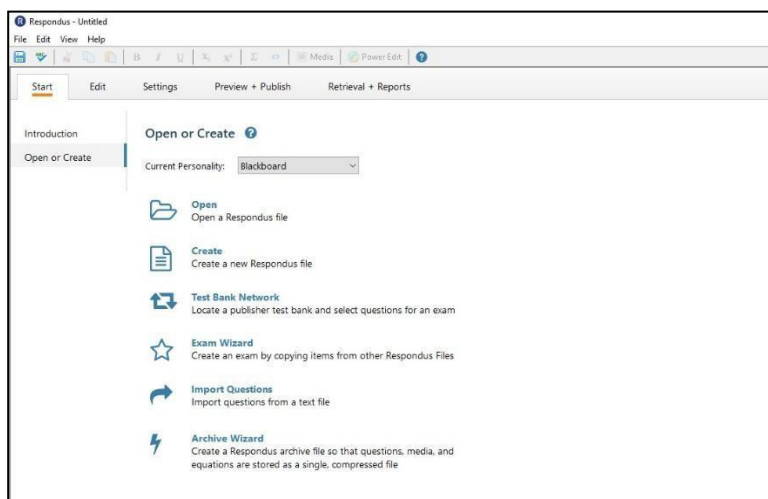 Respondus - Untitled
File Edit View Help
B I U X₂ x² Σ <> Media Power Edit ?
Start Edit Settings Preview + Publish Retrieval + Reports
Introduction
Open or Create
Open or Create ?
Current Personality: Blackboard
Open
Open a Respondus file
Create
Create a new Respondus file
Test Bank Network
Locate a publisher test bank and select questions for an exam
Exam Wizard
Create an exam by copying items from other Respondus Files
Import Questions
Import questions from a text file
Archive Wizard
Create a Respondus archive file so that questions, media, and
equations are stored as a single, compressed file